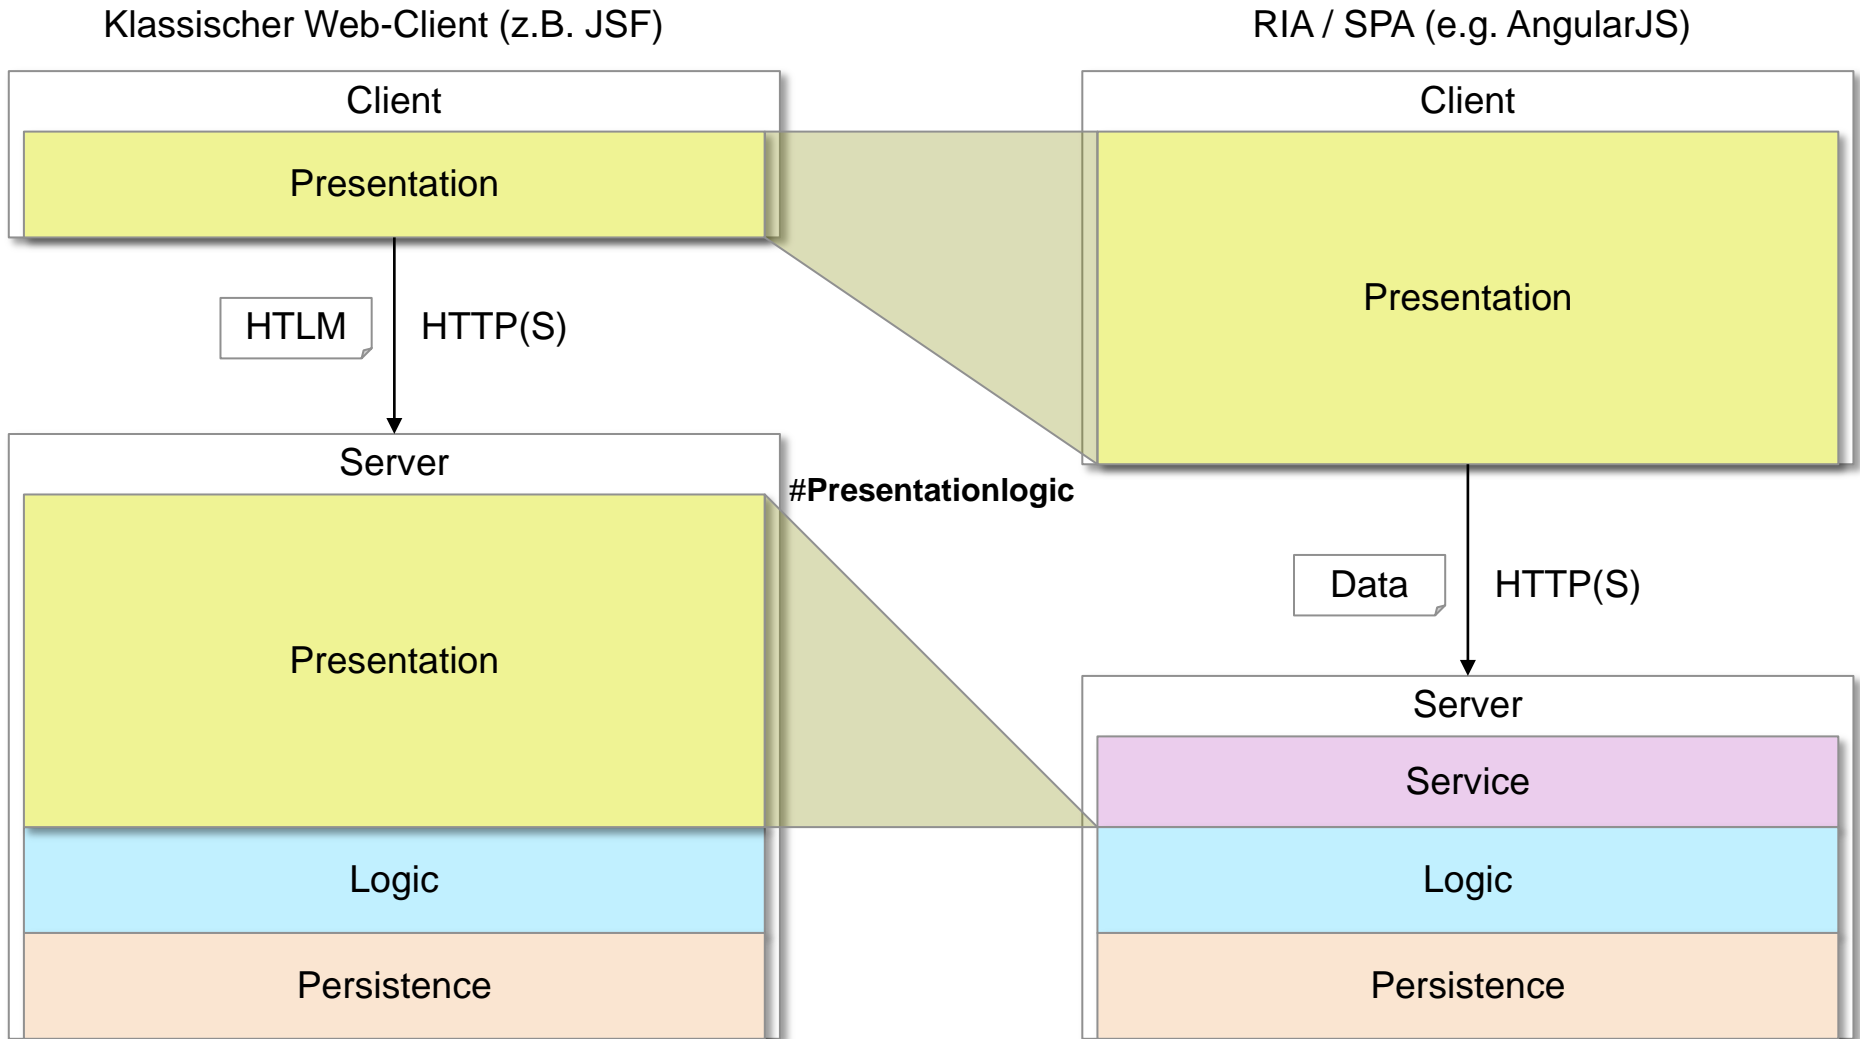 Klassischer Web-Client (z.B. JSF)
Client
Presentation
HTLM
HTTP(S)
Server
Presentation
Logic
Persistence
#Presentationlogic
RIA / SPA (e.g. AngularJS)
Client
Presentation
Data
HTTP(S)
Server
Service
Logic
Persistence